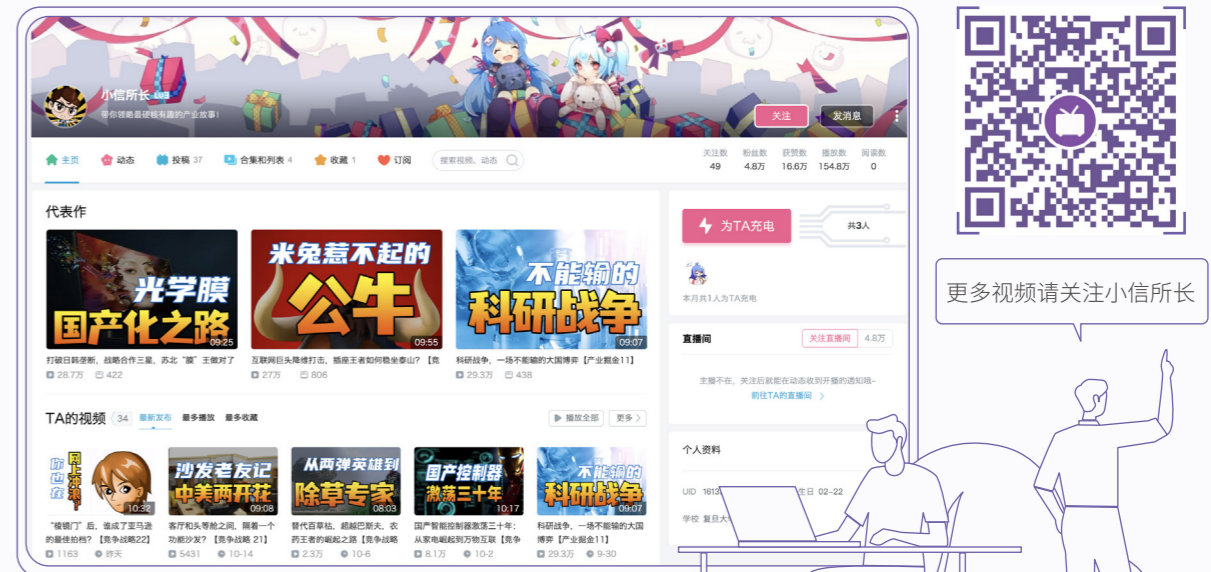 小信所长 LV3
带你领略最硬核有趣的产业故事!
关注
发消息
主页
动态
投稿 37
合集和列表 4
收藏 1
订阅
搜索视频、动态
关注数 粉丝数 获赞数 播放数 阅读数
49 4.8万 16.6万 154.8万 0
代表作
光学膜
国产化之路
09:25
米兔惹不起的
公牛
09:55
不能输的
科研战争
09:07
打破日韩垄断、战略合作三星,苏北“膜”王做对了
28.7万 422
互联网巨头降维打击,插座王者如何稳坐泰山?【竞
27万 806
科研战争,一场不能输的大国博弈【产业掘金11】
29.3万 438
TA的视频 34 最新发布 最多播放 最多收藏
播放全部
更多
你也在
网上冲浪?
10:32
沙发老友记
中美两开花
09:08
从两弹英雄到
除草专家
08:03
国产控制器
激荡三十年
10:17
不能输的
科研战争
09:07
“棱镜门”后,谁成了亚马逊
的最佳拍档?【竞争战略22】
1163 昨天
客厅和头等舱之间,隔着一个
功能沙发?【竞争战略 21】
5431 10-14
替代草枯、超越巴斯夫,农
药王者的崛起之路【竞争战略
2.3万 10-6
国产智能控制器激荡三十年:
从家电崛起到万物互联【竞争
8.1万 10-2
科研战争,一场不能输的大国
博弈【产业掘金11】
29.3万 9-30
为TA充电
共3人
本月共1人为TA充电
直播间
关注直播间 4.8万
主播不在,关注后就能在动态收到开播的通知哦~
前往TA的直播间
个人资料
UID 1613
生日 02-22
学校 复旦大
更多视频请关注小信所长